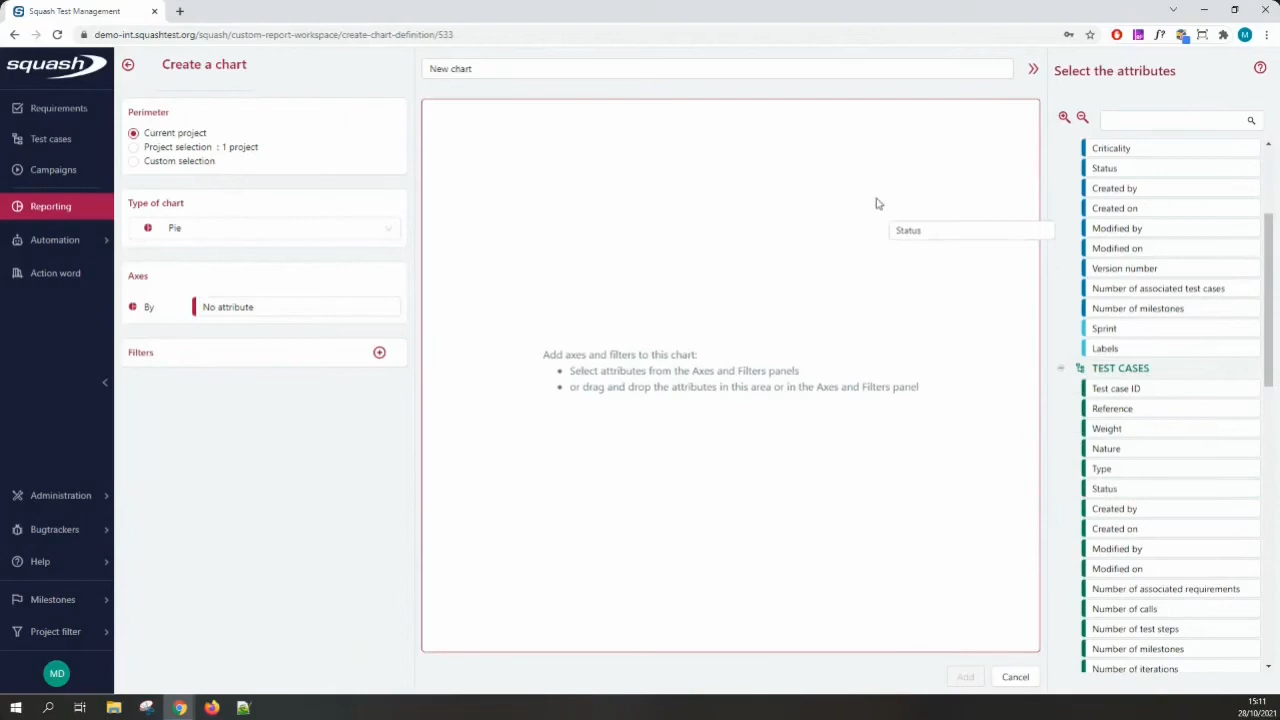 Squash Test Management
demo-int.squashtest.org/squash/custom-report-workspace/create-chart-definition/533
squash
Requirements
Test cases
Campaigns
Reporting
Automation
Action word
Administration
Bugtrackers
Help
Milestones
Project filter
MD
Create a chart
Perimeter
Current project
Project selection : 1 project
Custom selection
Type of chart
Pie
Axes
By
No attribute
Filters
New chart
Status
Add axes and filters to this chart:
Select attributes from the Axes and Filters panels
or drag and drop the attributes in this area or in the Axes and Filters panel
Add
Cancel
Select the attributes
Criticality
Status
Created by
Created on
Modified by
Modified on
Version number
Number of associated test cases
Number of milestones
Sprint
Labels
TEST CASES
Test case ID
Reference
Weight
Nature
Type
Status
Created by
Created on
Modified by
Modified on
Number of associated requirements
Number of calls
Number of test steps
Number of milestones
Number of iterations
15:11
28/10/2021